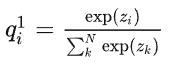 q_i^1 = \frac{\exp(z_i)}{\sum_k^N \exp(z_k)}